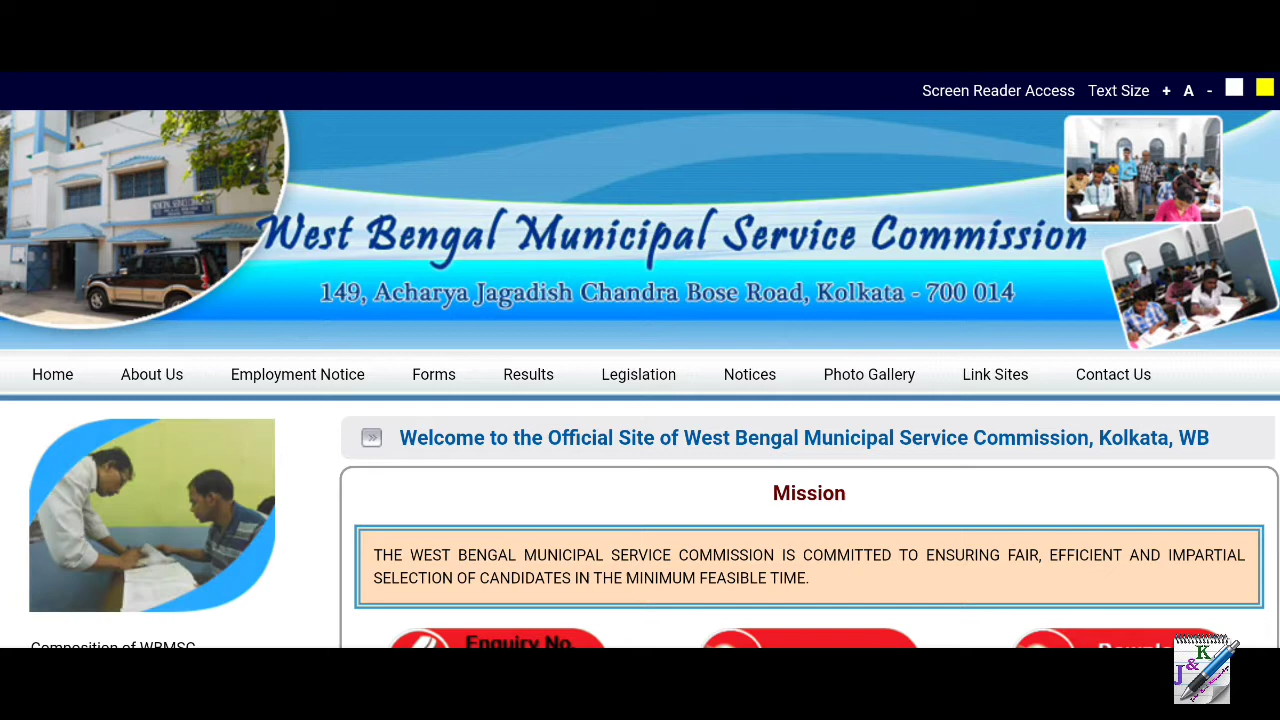 Screen Reader Access Text Size + A -
West Bengal Municipal Service Commission
149, Acharya Jagadish Chandra Bose Road, Kolkata - 700 014
Home About Us Employment Notice Forms Results Legislation Notices Photo Gallery Link Sites Contact Us
Welcome to the Official Site of West Bengal Municipal Service Commission, Kolkata, WB
Mission
THE WEST BENGAL MUNICIPAL SERVICE COMMISSION IS COMMITTED TO ENSURING FAIR, EFFICIENT AND IMPARTIAL
SELECTION OF CANDIDATES IN THE MINIMUM FEASIBLE TIME.
Enquiry No.
Composition of WBMSC
J&K